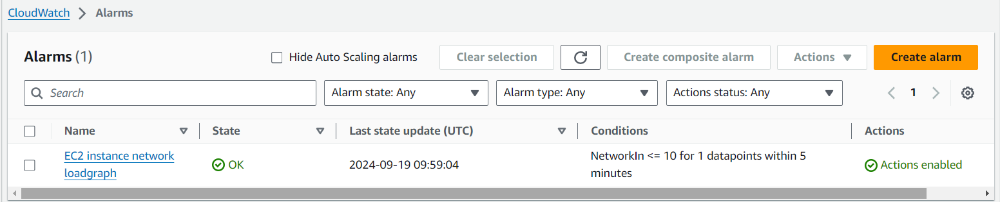 CloudWatch > Alarms
Alarms (1)
Hide Auto Scaling alarms
Clear selection
Create composite alarm
Actions
Create alarm
Search
Alarm state: Any
Alarm type: Any
Actions status: Any
1
Name
State
Last state update (UTC)
Conditions
Actions
EC2 instance network
loadgraph
OK
2024-09-19 09:59:04
NetworkIn <= 10 for 1 datapoints within 5
minutes
Actions enabled